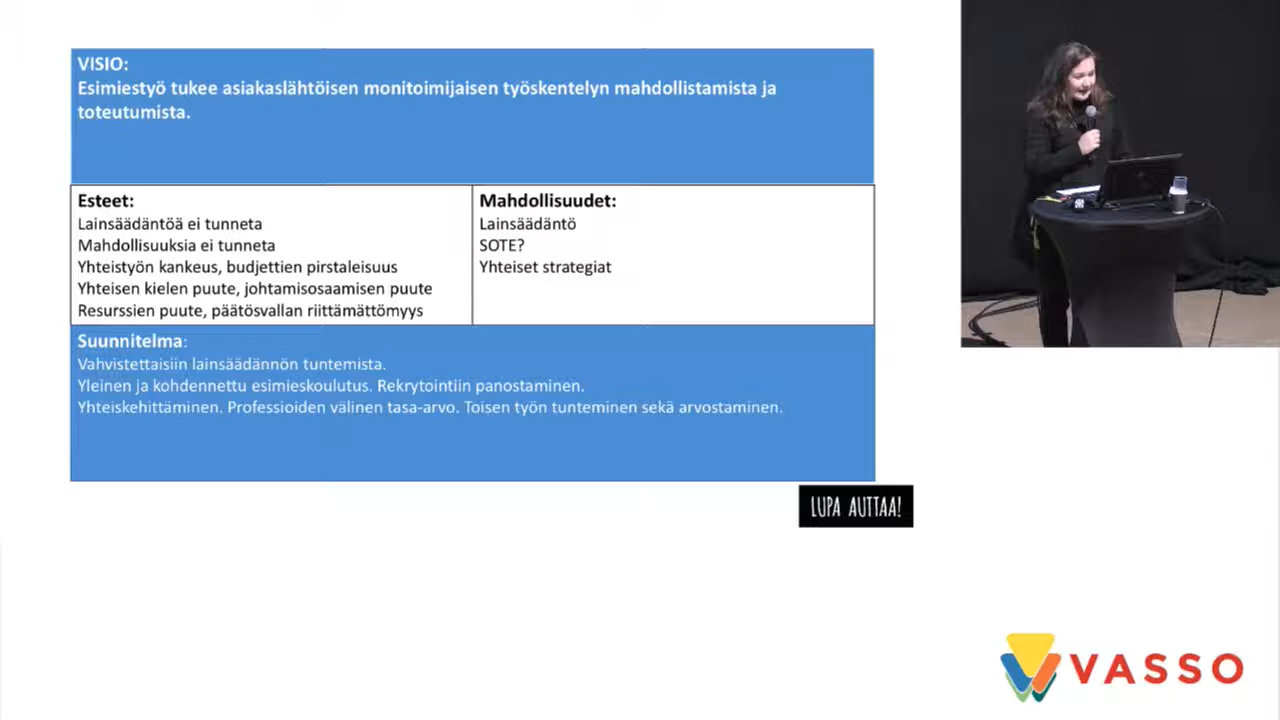 VISIO:
Esimiestyö tukee asiakaslähtöisen monitoimijaisen työskentelyn mahdollistamista ja
toteutumista.
Esteet:
Lainsäädäntöä ei tunneta
Mahdollisuuksia ei tunneta
Yhteistyön kankeus, budjettien pirstaleisuus
Yhteisen kielen puute, johtamisosaamisen puute
Resurssien puute, päätösvallan riittämättömyys
Mahdollisuudet:
Lainsäädäntö
SOTE?
Yhteiset strategiat
Suunnitelma:
Vahvistettaisiin lainsäädännön tuntemista.
Yleinen ja kohdennettu esimieskoulutus. Rekrytointiin panostaminen.
Yhteiskehittäminen. Professioiden välinen tasa-arvo. Toisen työn tunteminen sekä arvostaminen.
LUPA AUTTAA!
VASSO